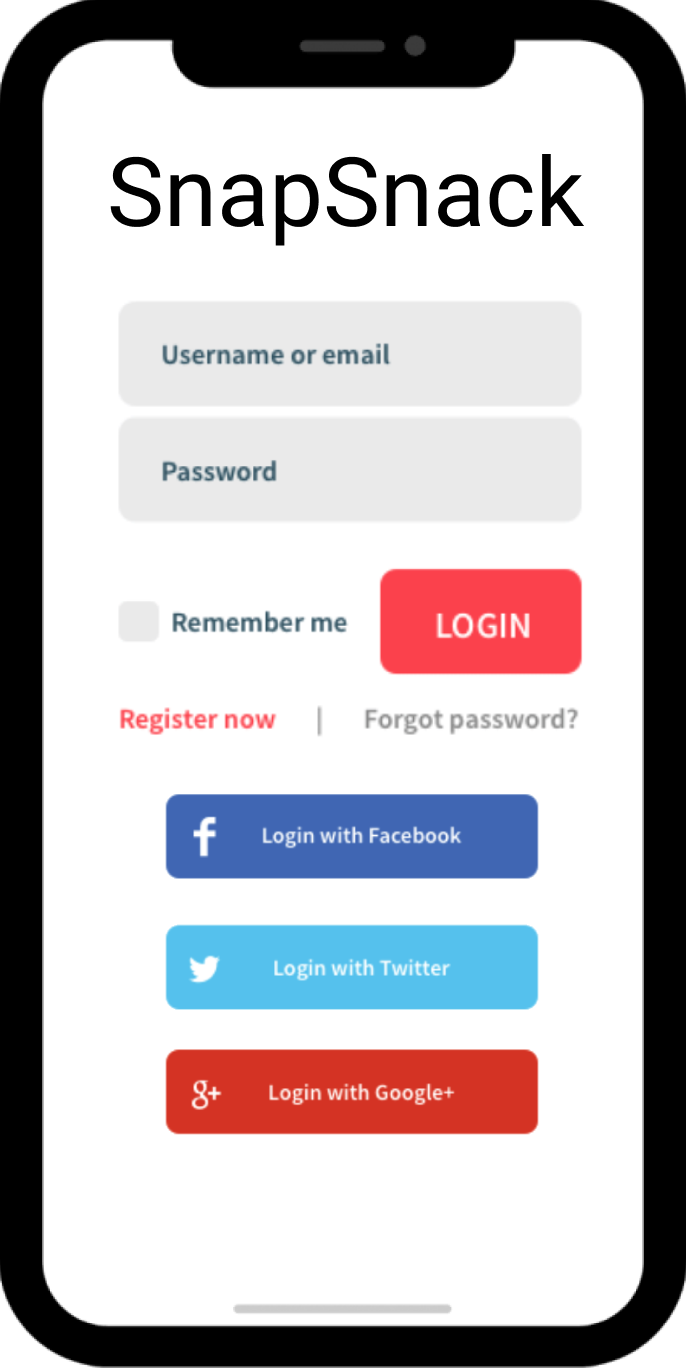 SnapSnack
Username or email
Password
Remember me
LOGIN
Register now | Forgot password?
Login with Facebook
Login with Twitter
g+ Login with Google+